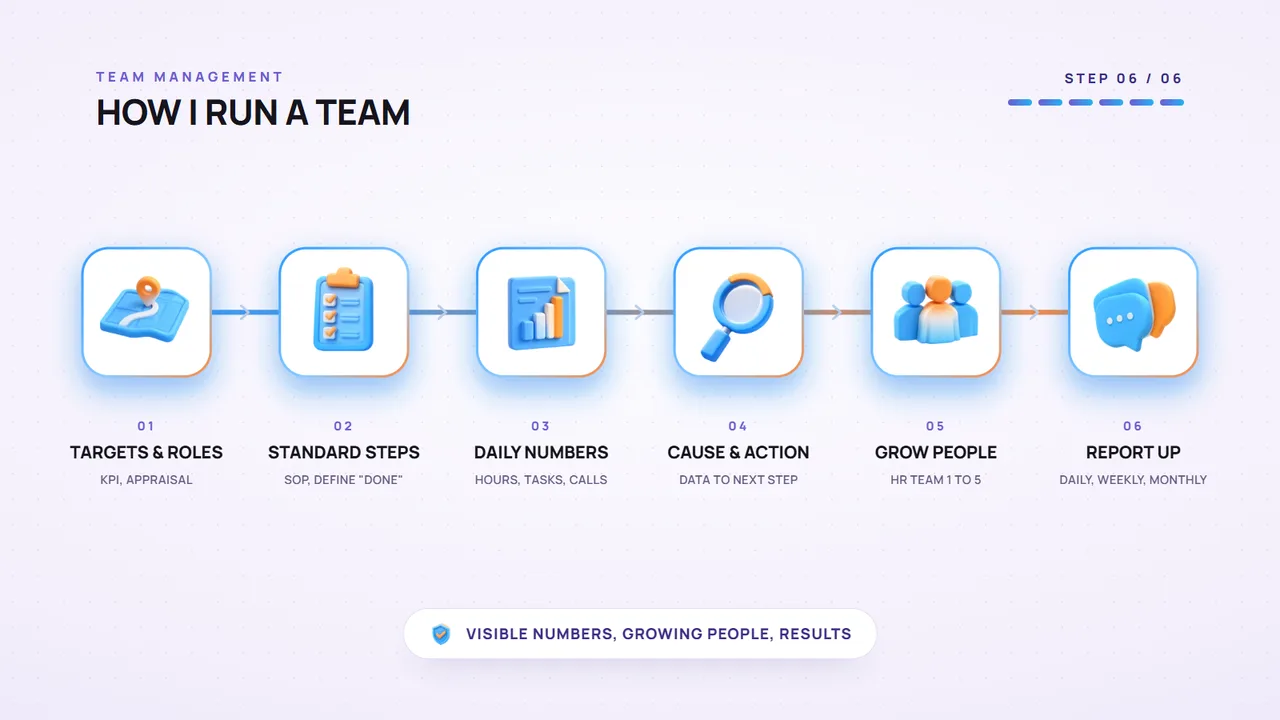 TEAM MANAGEMENT
HOW I RUN A TEAM
STEP 06 / 06
01
TARGETS & ROLES
KPI, APPRAISAL
02
STANDARD STEPS
SOP, DEFINE "DONE"
03
DAILY NUMBERS
HOURS, TASKS, CALLS
04
CAUSE & ACTION
DATA TO NEXT STEP
05
GROW PEOPLE
HR TEAM 1 TO 5
06
REPORT UP
DAILY, WEEKLY, MONTHLY
VISIBLE NUMBERS, GROWING PEOPLE, RESULTS